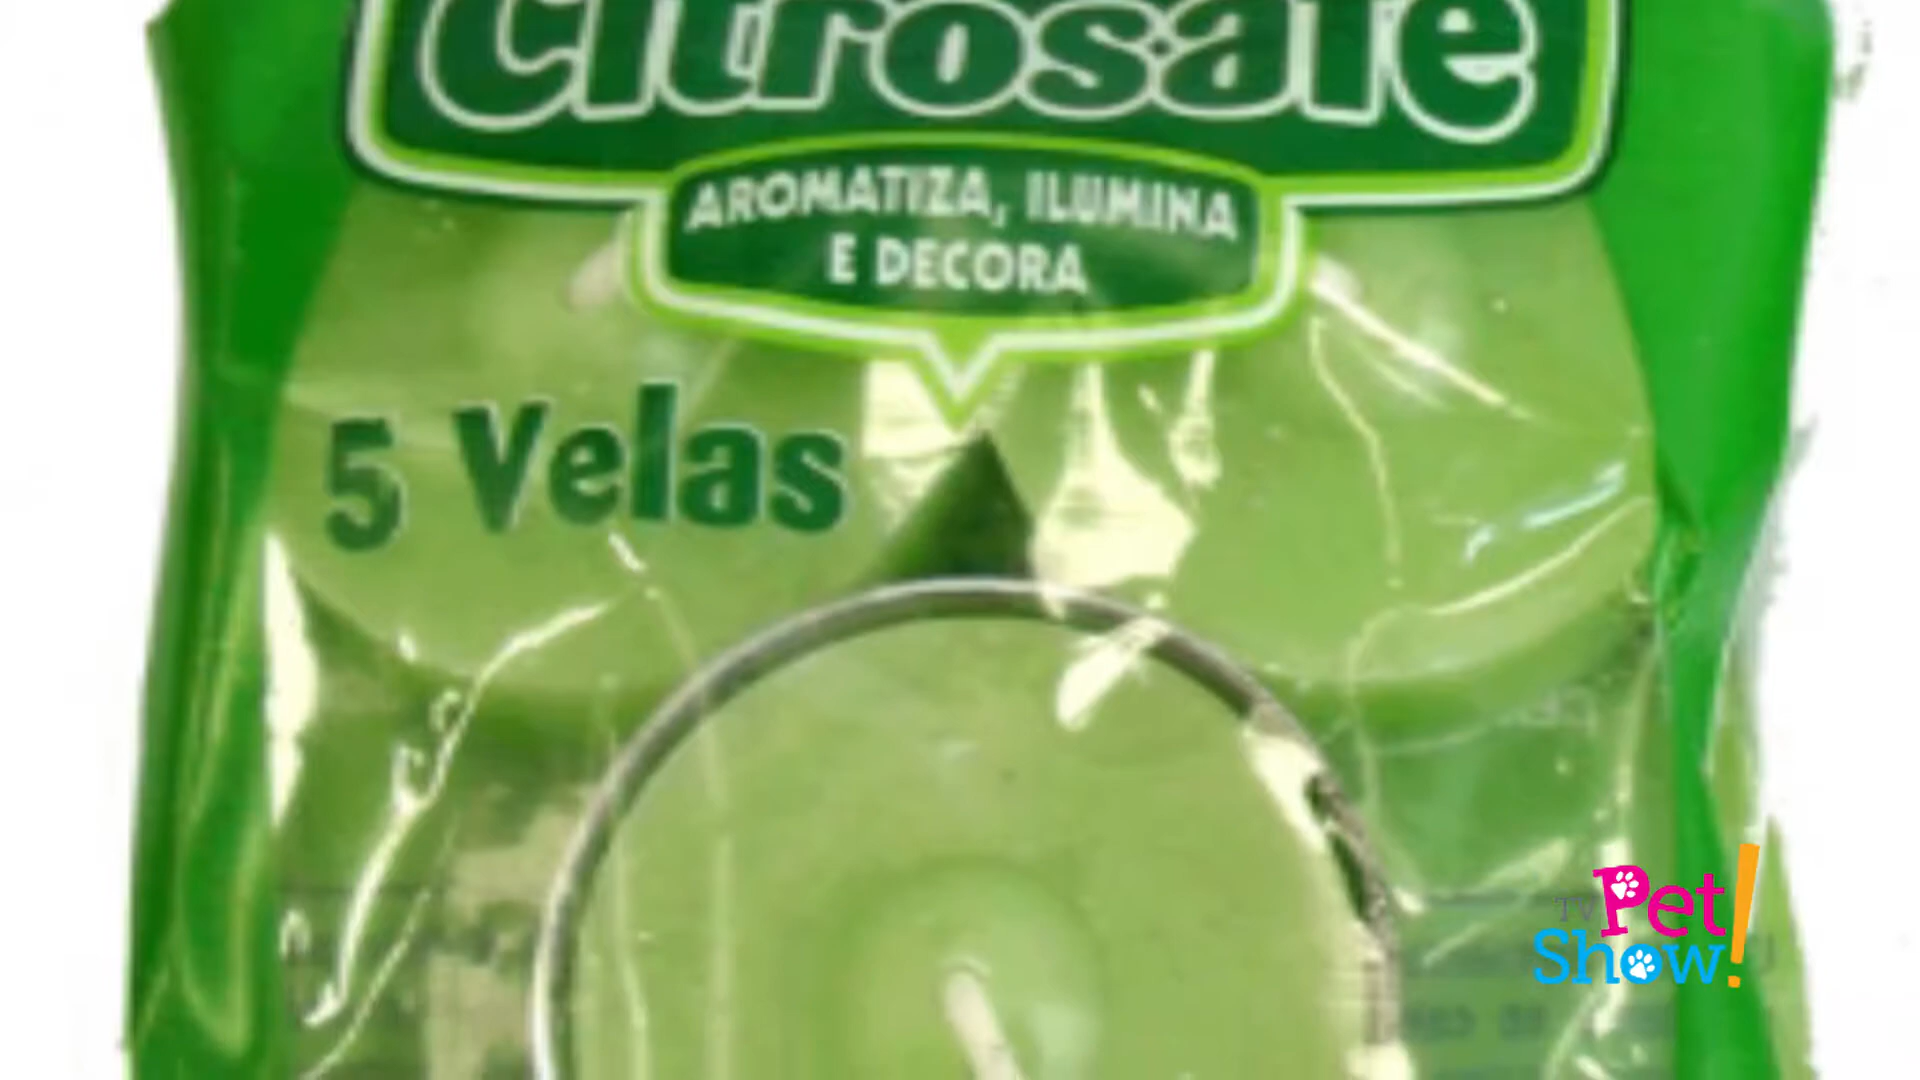 Citrosafe
AROMATIZA, ILUMINA
E DECORA
5 Velas
TV Pet
Show!